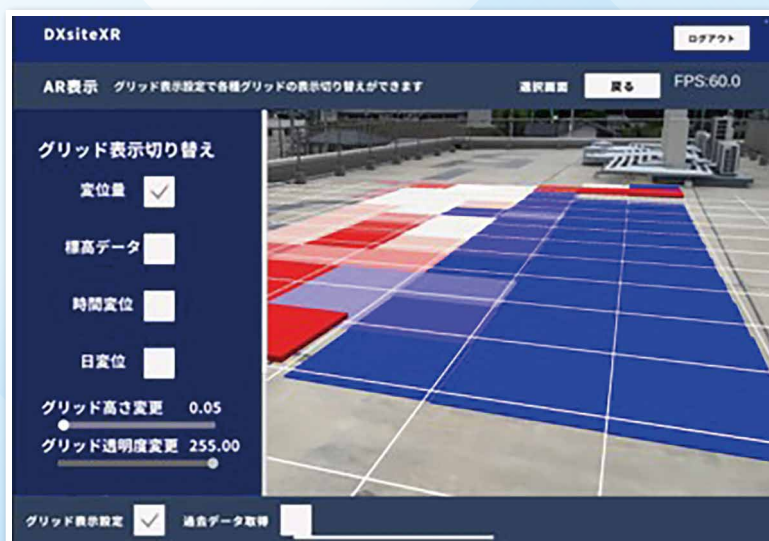 DXsiteXR
ログアウト
AR表示 グリッド表示設定で各種グリッドの表示切り替えができます 選択画面 戻る FPS:60.0
グリッド表示切り替え
変位量
標高データ
時間変位
日変位
グリッド高さ変更 0.05
グリッド透明度変更 255.00
グリッド表示設定 過去データ取得